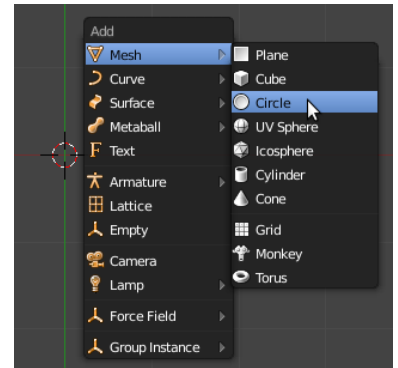 Add
Mesh
Curve
Surface
Metaball
Text
Armature
Lattice
Empty
Camera
Lamp
Force Field
Group Instance
Plane
Cube
Circle
UV Sphere
Icosphere
Cylinder
Cone
Grid
Monkey
Torus